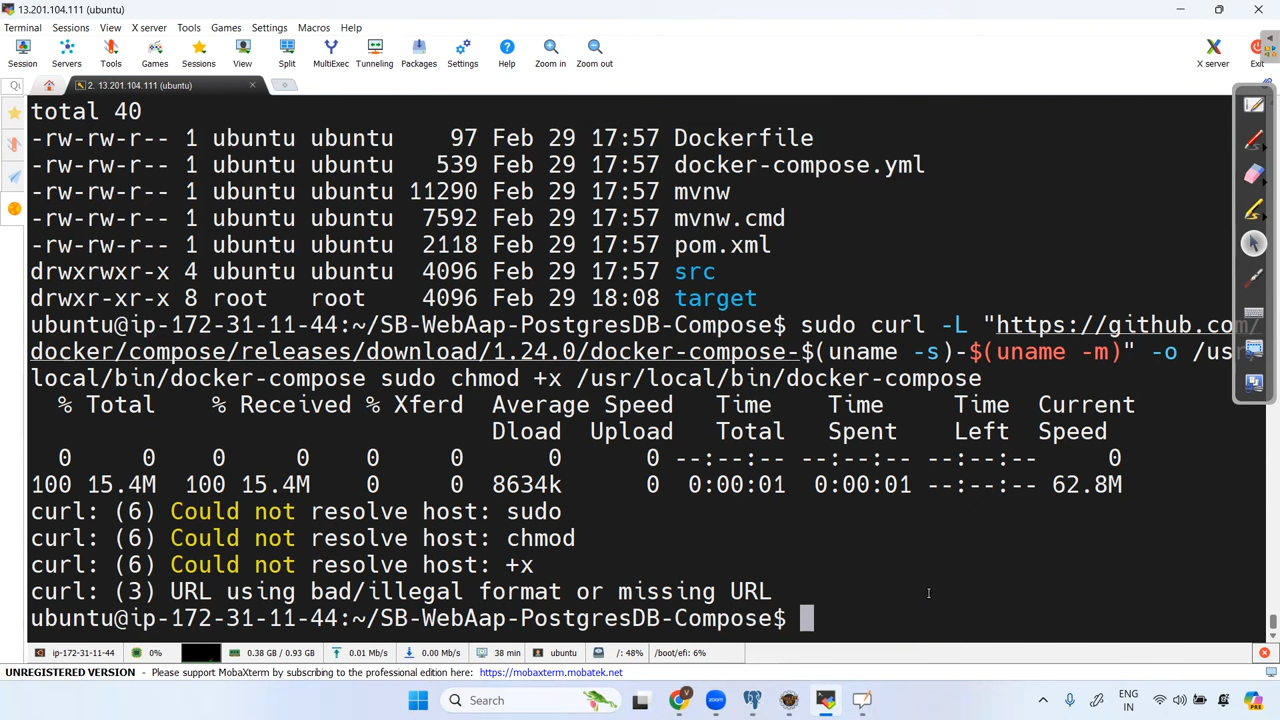 13.201.104.111 (ubuntu)
Terminal Sessions View X server Tools Games Settings Macros Help
Session Servers Tools Games Sessions View Split MultiExec Tunneling Packages Settings Help Zoom in Zoom out X server Exit
2. 13.201.104.111 (ubuntu)
total 40
-rw-rw-r-- 1 ubuntu ubuntu 97 Feb 29 17:57 Dockerfile
-rw-rw-r-- 1 ubuntu ubuntu 539 Feb 29 17:57 docker-compose.yml
-rw-rw-r-- 1 ubuntu ubuntu 11290 Feb 29 17:57 mvnw
-rw-rw-r-- 1 ubuntu ubuntu 7592 Feb 29 17:57 mvnw.cmd
-rw-rw-r-- 1 ubuntu ubuntu 2118 Feb 29 17:57 pom.xml
drwxrwxr-x 4 ubuntu ubuntu 4096 Feb 29 17:57 src
drwxr-xr-x 8 root root 4096 Feb 29 18:08 target
ubuntu@ip-172-31-11-44:~/SB-WebAap-PostgresDB-Compose$ sudo curl -L "https://github.com/
docker/compose/releases/download/1.24.0/docker-compose-$(uname -s)-$(uname -m)" -o /usr/
local/bin/docker-compose sudo chmod +x /usr/local/bin/docker-compose
% Total % Received % Xferd Average Speed Time Time Time Current
Dload Upload Total Spent Left Speed
0 0 0 0 0 0 0 0 --:--:-- --:--:-- --:--:-- 0
100 15.4M 100 15.4M 0 0 8634k 0 0:00:01 0:00:01 --:--:-- 62.8M
curl: (6) Could not resolve host: sudo
curl: (6) Could not resolve host: chmod
curl: (6) Could not resolve host: +x
curl: (3) URL using bad/illegal format or missing URL
ubuntu@ip-172-31-11-44:~/SB-WebAap-PostgresDB-Compose$
ip-172-31-11-44 0% 0.38 GB / 0.93 GB 0.01 Mb/s 0.00 Mb/s 38 min ubuntu /: 48% /boot/efi: 6%
UNREGISTERED VERSION - Please support MobaXterm by subscribing to the professional edition here: https://mobaxterm.mobatek.net
Search ENG
IN